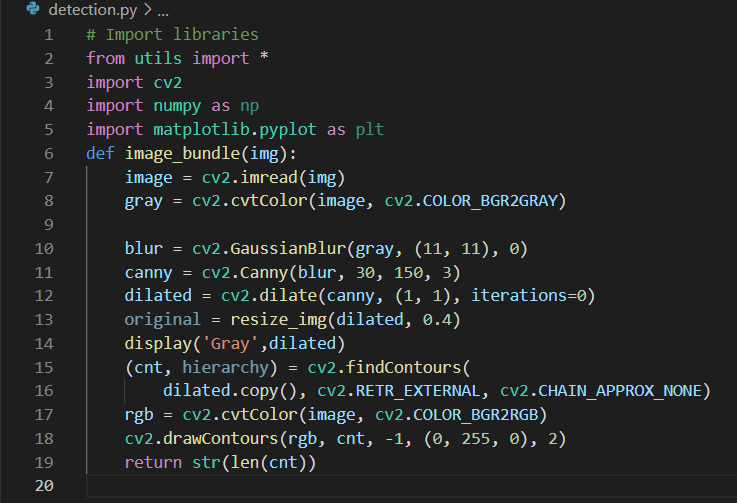 detection.py > ...
1 # Import libraries
2 from utils import *
3 import cv2
4 import numpy as np
5 import matplotlib.pyplot as plt
6 def image_bundle(img):
7     image = cv2.imread(img)
8     gray = cv2.cvtColor(image, cv2.COLOR_BGR2GRAY)
9
10     blur = cv2.GaussianBlur(gray, (11, 11), 0)
11     canny = cv2.Canny(blur, 30, 150, 3)
12     dilated = cv2.dilate(canny, (1, 1), iterations=0)
13     original = resize_img(dilated, 0.4)
14     display('Gray',dilated)
15     (cnt, hierarchy) = cv2.findContours(
16         dilated.copy(), cv2.RETR_EXTERNAL, cv2.CHAIN_APPROX_NONE)
17     rgb = cv2.cvtColor(image, cv2.COLOR_BGR2RGB)
18     cv2.drawContours(rgb, cnt, -1, (0, 255, 0), 2)
19     return str(len(cnt))
20